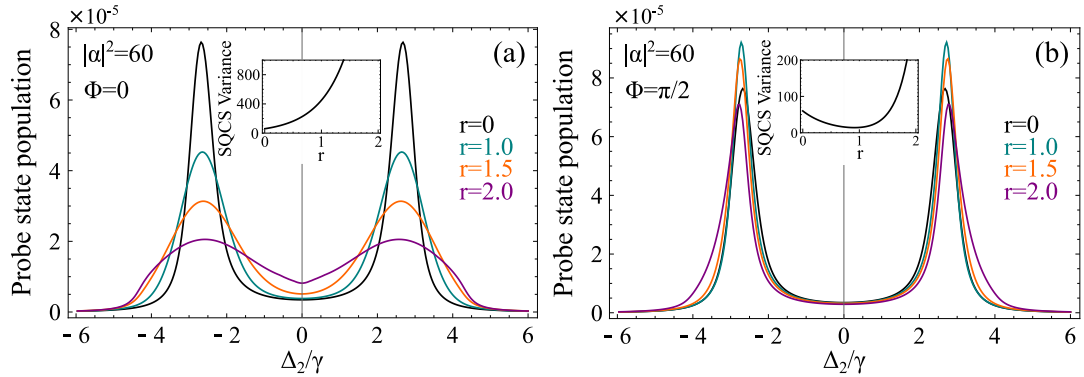 ×10⁻⁵
8
6
4
2
0
Probe state population
|α|²=60
Φ=0
(a)
SQCS Variance
800
400
0
0
1
2
r
r=0
r=1.0
r=1.5
r=2.0
- 6
- 4
- 2
0
2
4
6
Δ₂/γ
×10⁻⁵
8
6
4
2
0
Probe state population
|α|²=60
Φ=π/2
(b)
SQCS Variance
200
100
0
0
1
2
r
r=0
r=1.0
r=1.5
r=2.0
- 6
- 4
- 2
0
2
4
6
Δ₂/γ